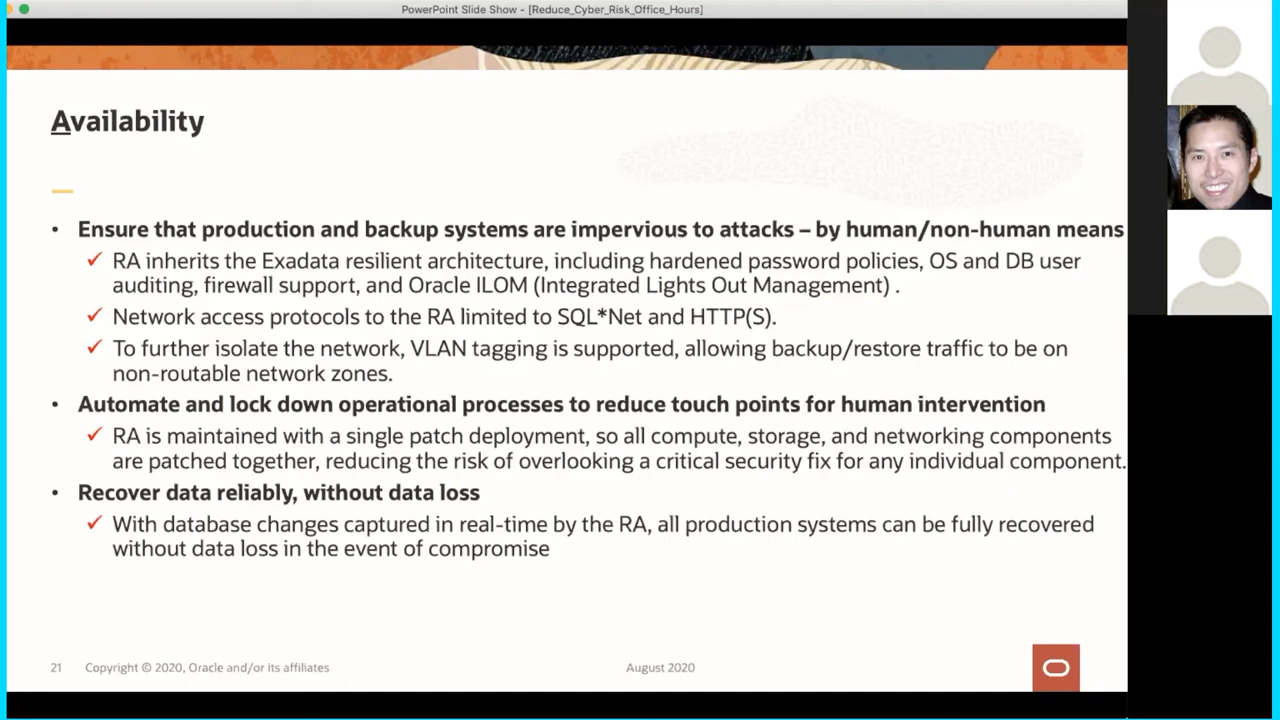 PowerPoint Slide Show - [Reduce_Cyber_Risk_Office_Hours]
Availability
• Ensure that production and backup systems are impervious to attacks – by human/non-human means
✓ RA inherits the Exadata resilient architecture, including hardened password policies, OS and DB user
auditing, firewall support, and Oracle ILOM (Integrated Lights Out Management) .
✓ Network access protocols to the RA limited to SQL*Net and HTTP(S).
✓ To further isolate the network, VLAN tagging is supported, allowing backup/restore traffic to be on
non-routable network zones.
• Automate and lock down operational processes to reduce touch points for human intervention
✓ RA is maintained with a single patch deployment, so all compute, storage, and networking components
are patched together, reducing the risk of overlooking a critical security fix for any individual component.
• Recover data reliably, without data loss
✓ With database changes captured in real-time by the RA, all production systems can be fully recovered
without data loss in the event of compromise
21 Copyright © 2020, Oracle and/or its affiliates August 2020